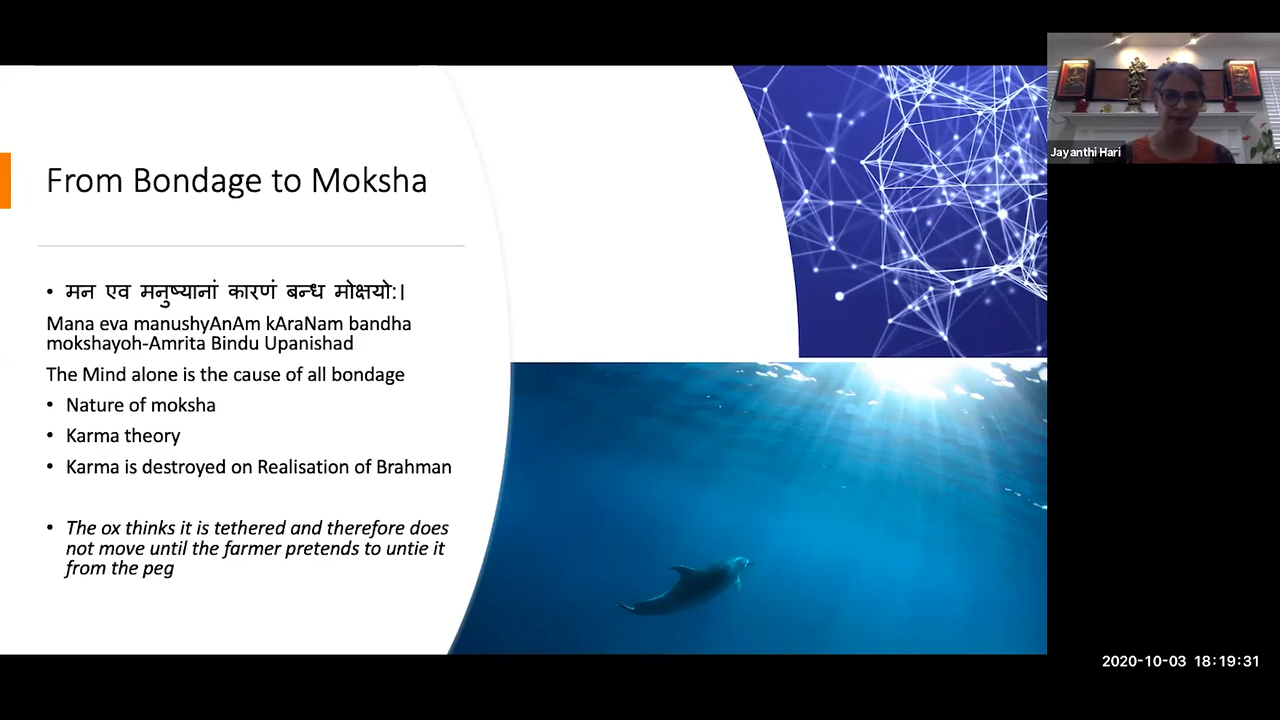 From Bondage to Moksha
• मन एव मनुष्यानां कारणं बन्ध मोक्षयो:।
Mana eva manushyAnAm kAraNam bandha
mokshayoh-Amrita Bindu Upanishad
The Mind alone is the cause of all bondage
• Nature of moksha
• Karma theory
• Karma is destroyed on Realisation of Brahman
• The ox thinks it is tethered and therefore does
not move until the farmer pretends to untie it
from the peg
Jayanthi Hari
2020-10-03 18:19:31